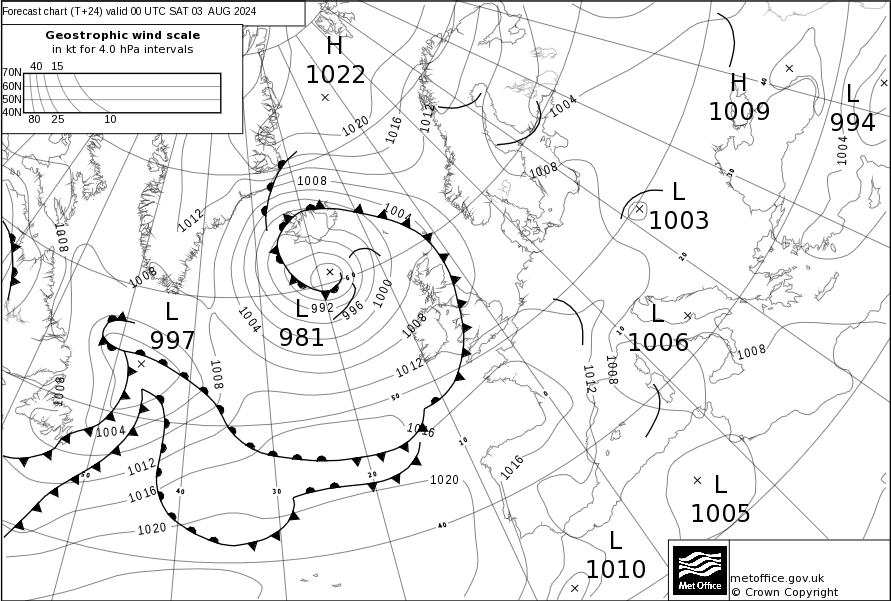 Forecast chart (T+24) valid 00 UTC SAT 03 AUG 2024
Geostrophic wind scale
in kt for 4.0 hPa intervals
40 15
70N
60N
50N
40N
80 25 10
H
1022
H
1009
L
994
L
1003
L
1006
L
1005
L
1010
L
981
L
997
1020
1016
1012
1004
1008
1004
1008
1012
1004
1008
1008
1004
992
996
1000
1008
1012
1016
1020
1008
1008
1004
1012
1016
1020
1016
1012
1008
1008
40
30
20
10
0
10
20
30
40
50
40
50
60
metoffice.gov.uk
© Crown Copyright
Met Office